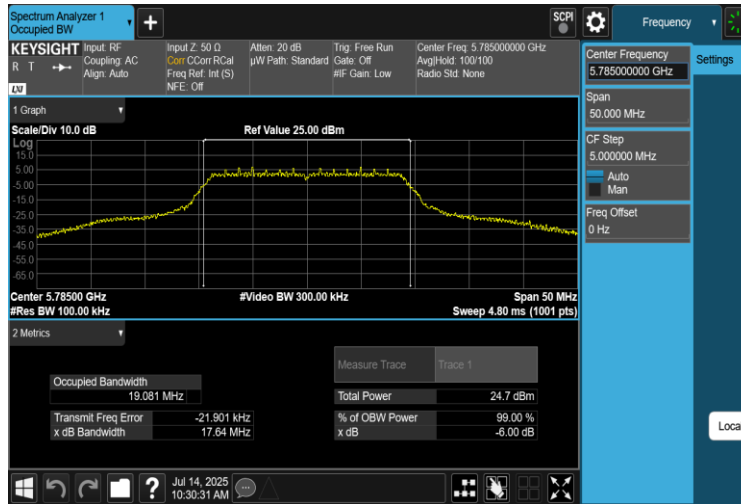 Spectrum Analyzer 1
Occupied BW
SCPI
Frequency
KEYSIGHT
R T
LXI
Input: RF
Coupling: AC
Align: Auto
Input Z: 50 Ω
Corr CCorr RCal
Freq Ref: Int (S)
NFE: Off
Atten: 20 dB
µW Path: Standard
Trig: Free Run
Gate: Off
#IF Gain: Low
Center Freq: 5.785000000 GHz
Avg|Hold: 100/100
Radio Std: None
Center Frequency
5.785000000 GHz
Settings
Span
50.000 MHz
CF Step
5.000000 MHz
Auto
Man
Freq Offset
0 Hz
1 Graph
Scale/Div 10.0 dB
Ref Value 25.00 dBm
Log
15.0
5.00
-5.00
-15.0
-25.0
-35.0
-45.0
-55.0
-65.0
Center 5.78500 GHz
#Video BW 300.00 kHz
Span 50 MHz
#Res BW 100.00 kHz
Sweep 4.80 ms (1001 pts)
2 Metrics
Measure Trace Trace 1
Occupied Bandwidth
19.081 MHz
Total Power 24.7 dBm
Transmit Freq Error -21.901 kHz
% of OBW Power 99.00 %
x dB Bandwidth 17.64 MHz
x dB -6.00 dB
Loca
?
Jul 14, 2025
10:30:31 AM